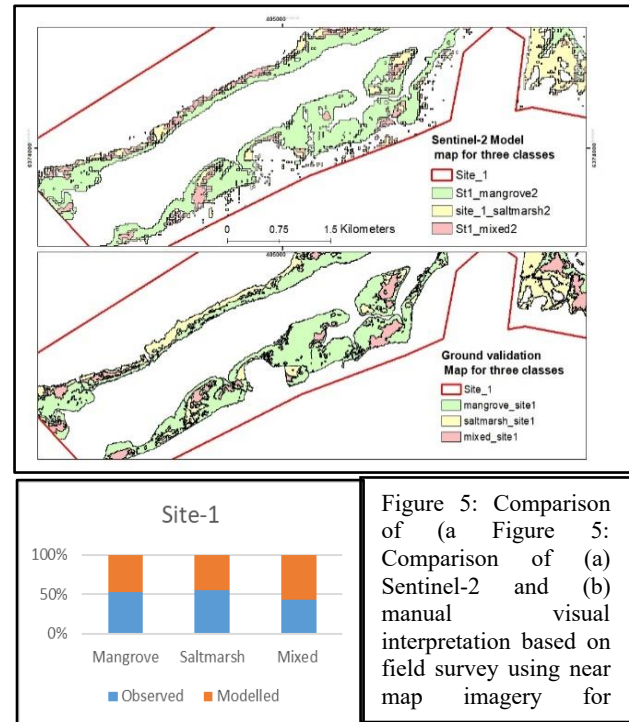 495000
Sentinel-2 Model
map for three classes
Site_1
St1_mangrove2
site_1_saltmarsh2
St1_mixed2
6374000
6374000
0 0.75 1.5 Kilometers
495000
Ground validation
Map for three classes
Site_1
mangrove_site1
saltmarsh_site1
mixed_site1
Site-1
100%
50%
0%
Mangrove Saltmarsh Mixed
Observed Modelled
Figure 5: Comparison
of (a Figure 5:
Comparison of (a)
Sentinel-2 and (b)
manual visual
interpretation based on
field survey using near
map imagery for